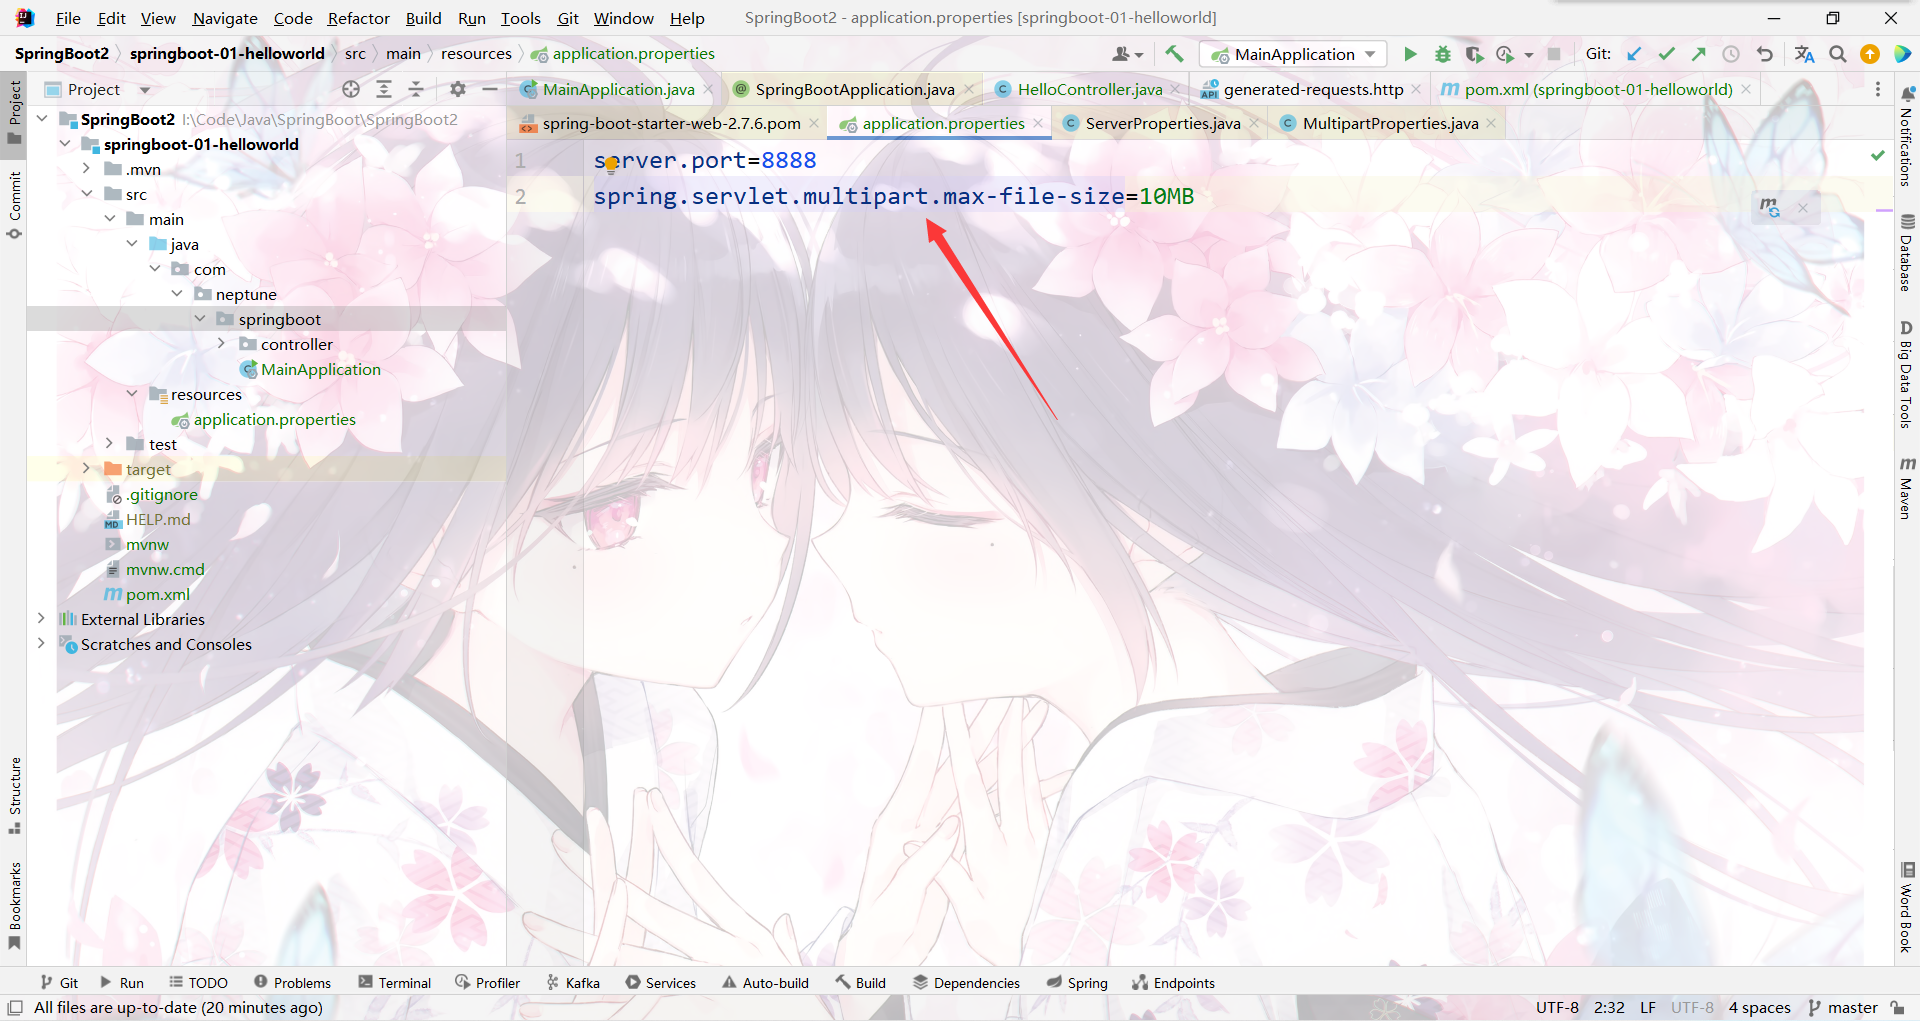 File Edit View Navigate Code Refactor Build Run Tools Git Window Help SpringBoot2 - application.properties [springboot-01-helloworld]
SpringBoot2 springboot-01-helloworld src main resources application.properties MainApplication Git:
Project
MainApplication.java SpringBootApplication.java HelloController.java generated-requests.http pom.xml (springboot-01-helloworld)
spring-boot-starter-web-2.7.6.pom application.properties ServerProperties.java MultipartProperties.java
Project
Commit
Structure
Bookmarks
SpringBoot2 I:\Code\Java\SpringBoot\SpringBoot2
springboot-01-helloworld
.mvn
src
main
java
com
neptune
springboot
controller
MainApplication
resources
application.properties
test
target
.gitignore
HELP.md
mvnw
mvnw.cmd
pom.xml
External Libraries
Scratches and Consoles
1 server.port=8888
2 spring.servlet.multipart.max-file-size=10MB
Notifications
Database
Big Data Tools
Maven
Word Book
Git Run TODO Problems Terminal Profiler Kafka Services Auto-build Build Dependencies Spring Endpoints
All files are up-to-date (20 minutes ago) UTF-8 2:32 LF UTF-8 4 spaces master